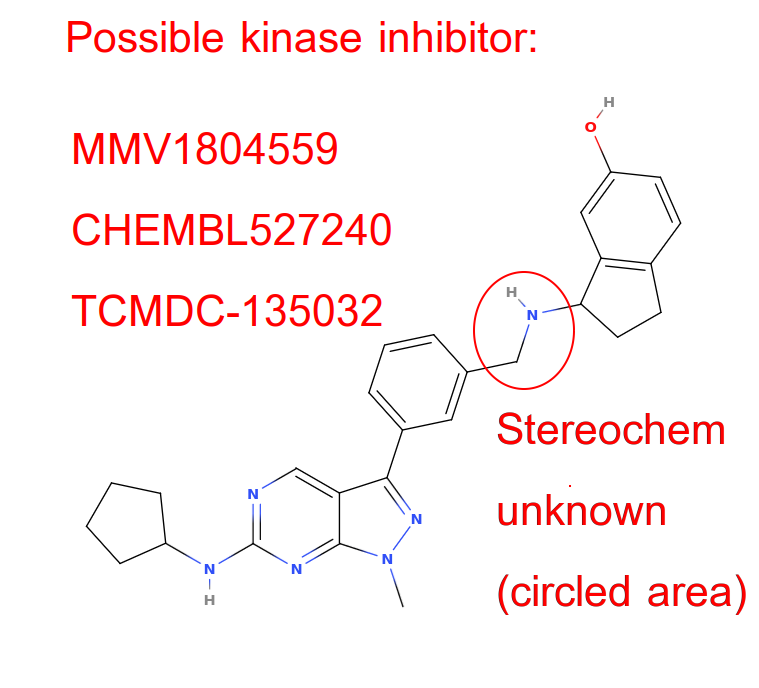 Possible kinase inhibitor:
MMV1804559
CHEMBL527240
TCMDC-135032
H
O
H
N
Stereochem
unknown
(circled area)
N
N
N
N
N
H